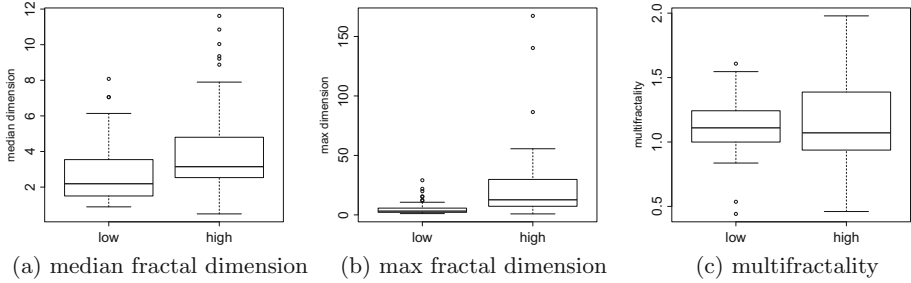 median dimension
2 4 6 8 10 12
low high
(a) median fractal dimension
max dimension
0 50 100 150
low high
(b) max fractal dimension
multifractality
0.5 1.0 1.5 2.0
low high
(c) multifractality